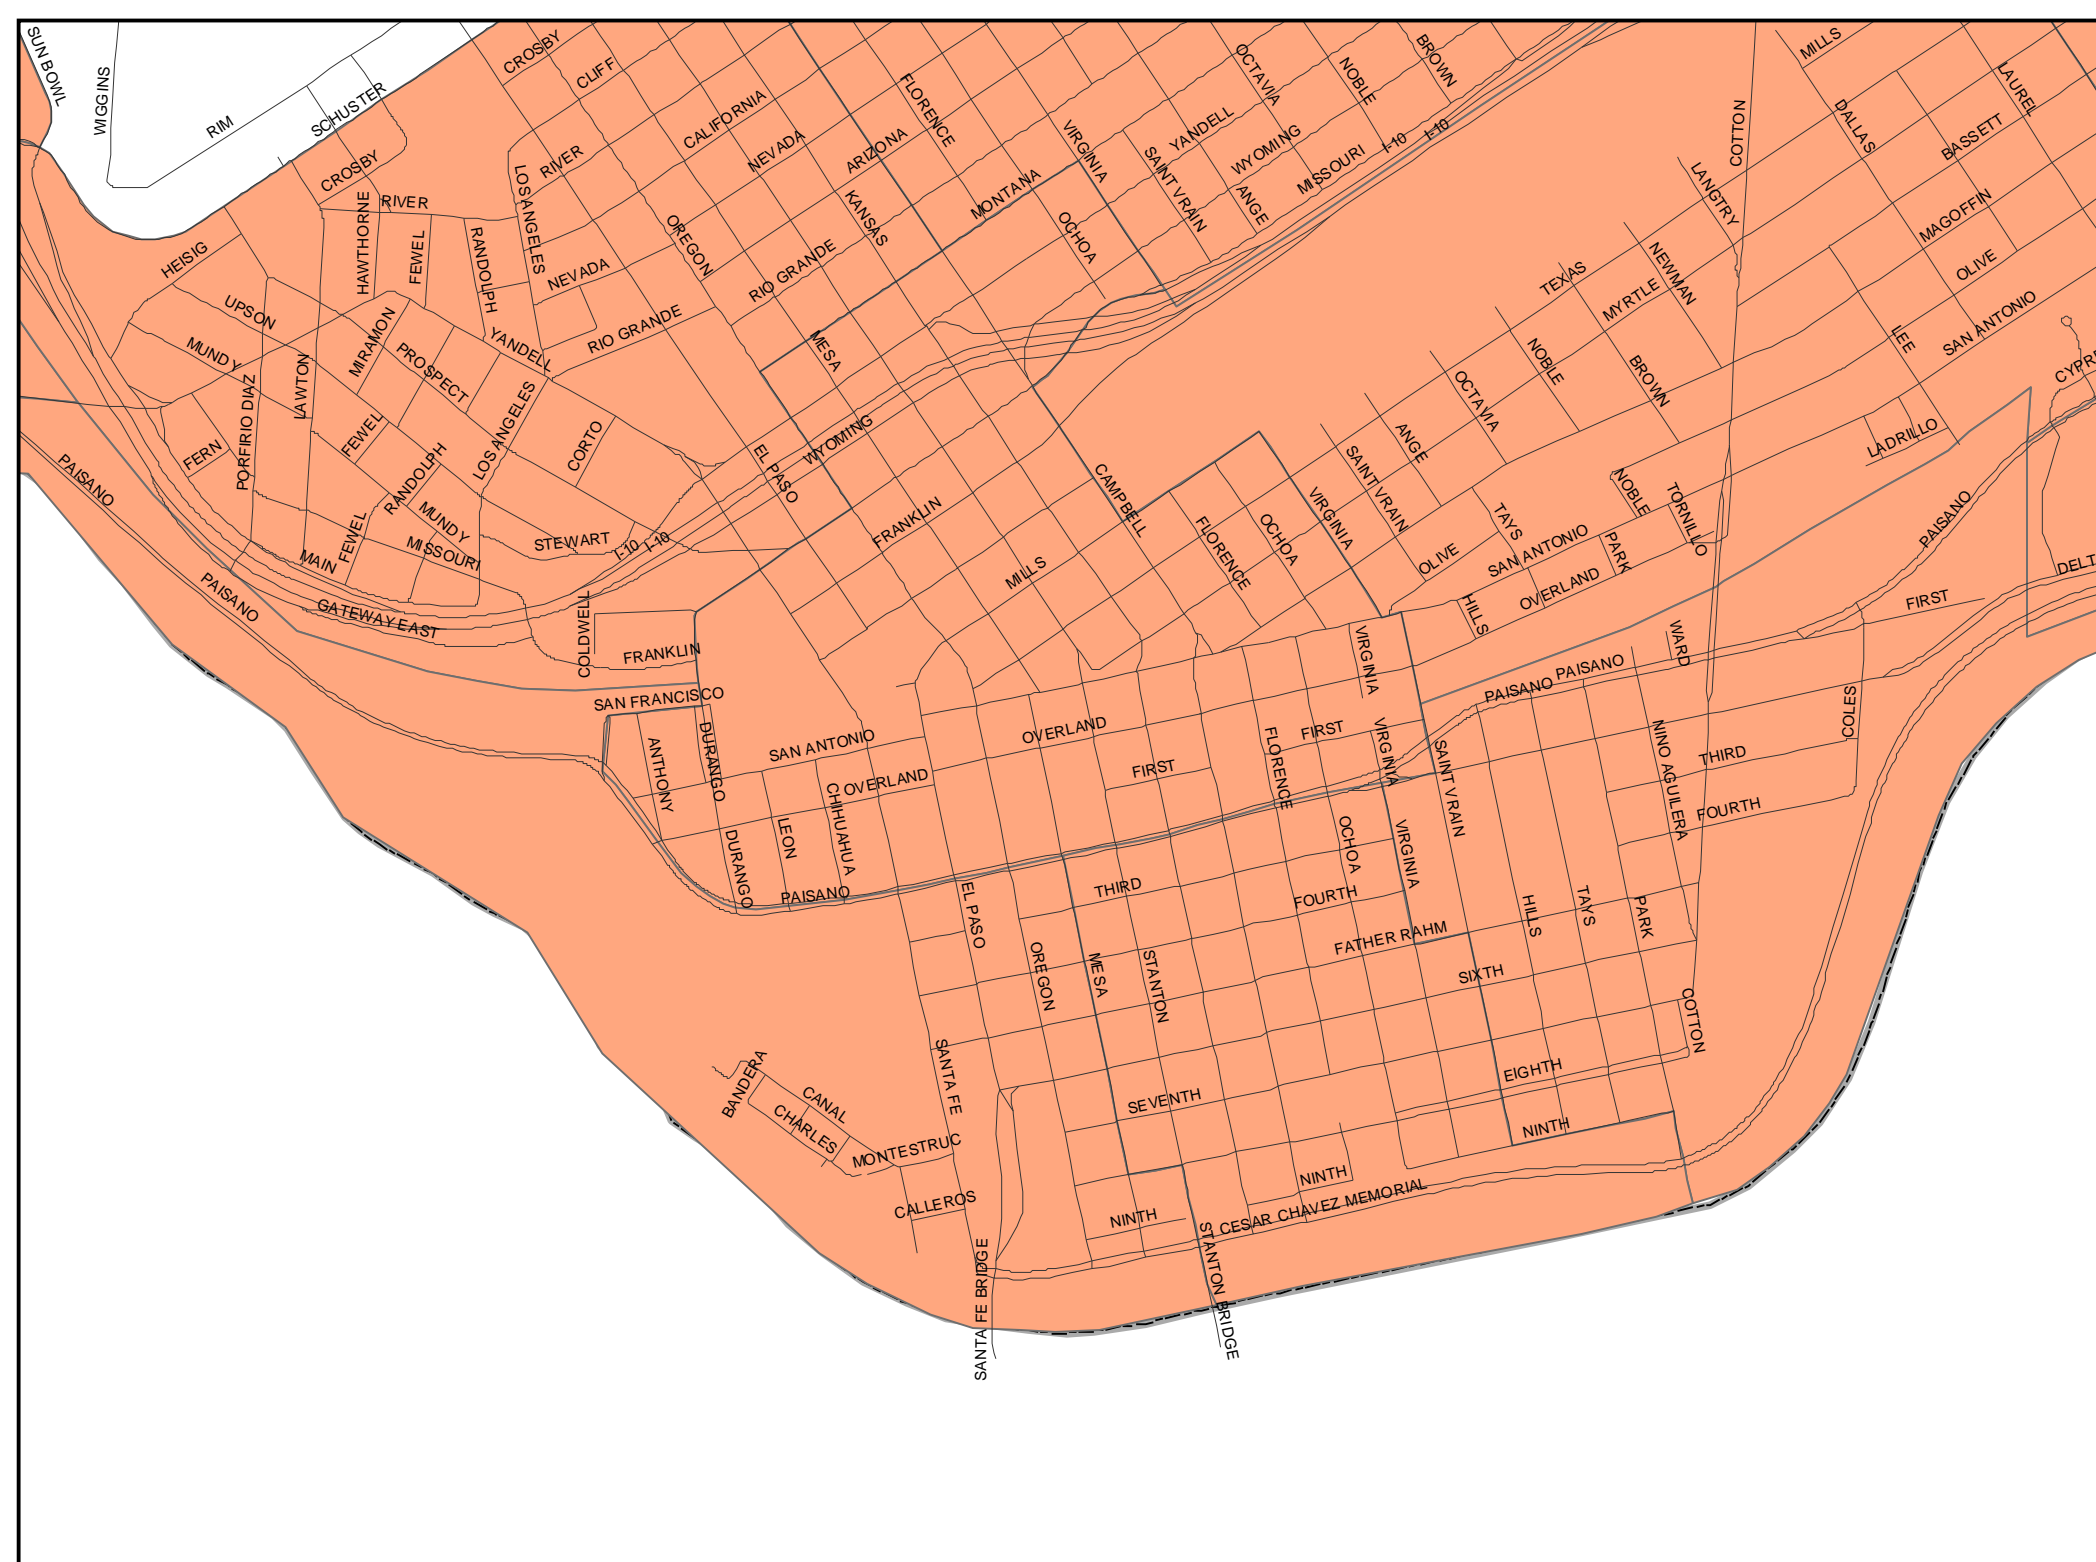 SUN BOWL
WIGGINS
RIM
SCHUSTER
CROSBY
CLIFF
CROSBY
FLORENCE
OCTAVIA
NOBLE
BROWN
MILLS
LAUREL
CALIFORNIA
NEVADA
ARIZONA
VIRGINIA
YANDELL
WYOMING
MISSOURI
I-10
I-10
COTTON
DALLAS
BASSETT
RIVER
HAWTHORNE
RIVER
LOS ANGELES
FEWEL
RANDOLPH
OREGON
KANSAS
MONTANA
SAINT VRAIN
ANGE
OCHOA
LANGTRY
MAGOFFIN
HEISIG
NEVADA
RIO GRANDE
NEWMAN
TEXAS
MYRTLE
OLIVE
SAN ANTONIO
UPSON
MIRAMON
YANDELL
RIO GRANDE
MESA
LEE
MUNDY
PROSPECT
NOBLE
BROWN
OCTAVIA
PORFIRIO DIAZ
LAWTON
LOS ANGELES
FEWEL
CORTO
WYOMING
EL PASO
ANGE
SAINT VRAIN
LADRILLO
FERN
PAISANO
RANDOLPH
MUNDY
CAMPBELL
VIRGINIA
NOBLE
TORNILLO
PAISANO
FRANKLIN
FLORENCE
OCHOA
TAYS
FEWEL
MISSOURI
STEWART
I-10
I-10
MILLS
OLIVE
SAN ANTONIO
PARK
OVERLAND
HILLS
MAIN
PAISANO
GATEWAY EAST
COLDWELL
FRANKLIN
FIRST
WARD
VIRGINIA
PAISANO
PAISANO
SAN FRANCISCO
DURANGO
ANTHONY
SAN ANTONIO
OVERLAND
OVERLAND
FIRST
FLORENCE
FIRST
VIRGINIA
SAINT VRAIN
NINO AGUILERA
COLES
THIRD
FOURTH
LEON
CHIHUAHUA
DURANGO
PAISANO
OCHOA
VIRGINIA
THIRD
FOURTH
EL PASO
FATHER RAHM
HILLS
TAYS
PARK
OREGON
MESA
STANTON
SIXTH
COTTON
SANTA FE
BANDERA
CANAL
CHARLES
EIGHTH
SEVENTH
NINTH
MONTESTRUC
CALLEROS
NINTH
NINTH
CESAR CHAVEZ MEMORIAL
SANTA FE BRIDGE
STANTON BRIDGE